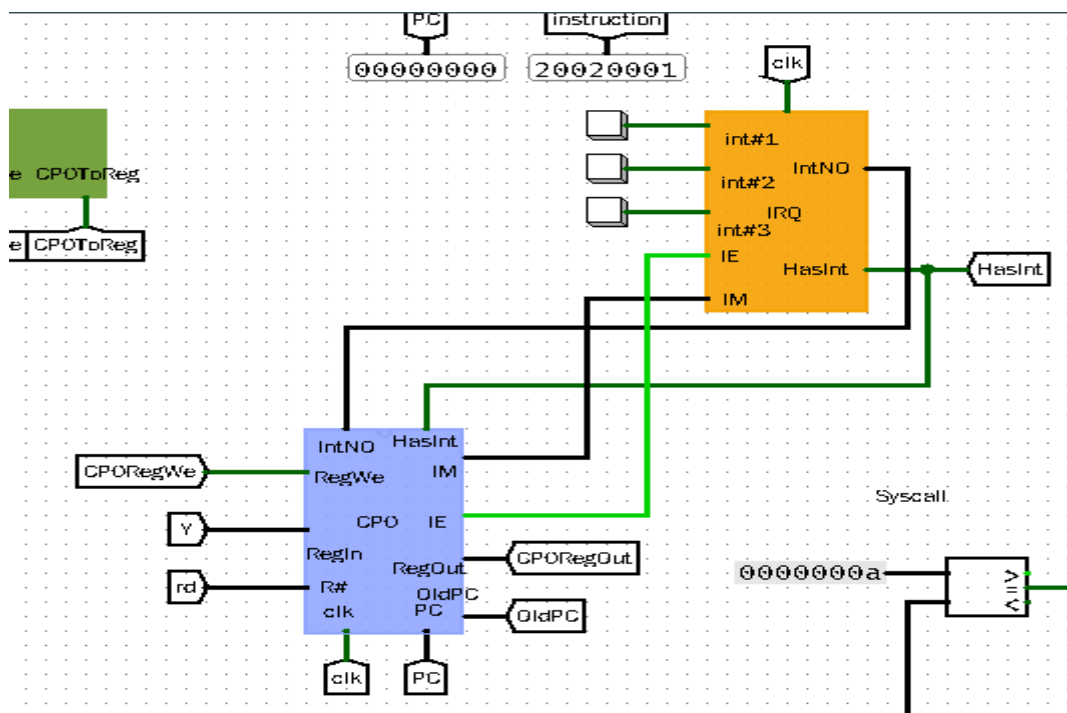 PC
instruction
00000000
20020001
clk
int#1
int#2
int#3
IntNO
IRQ
IE
HasInt
HasInt
IM
e CP0ToReg
e
CP0ToReg
IntNO
HasInt
CP0RegWe
RegWe
IM
Y
CP0
IE
RegIn
RegOut
CP0RegOut
rd
R#
OldPC
OldPC
clk
PC
clk
PC
Syscall
0000000a
>
=
<